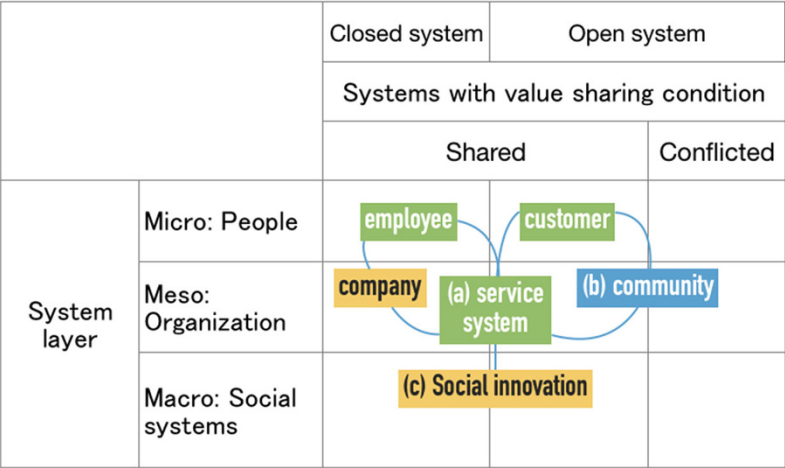 Closed system
Open system
Systems with value sharing condition
Shared
Conflicted
System
layer
Micro: People
employee
customer
Meso:
Organization
company
(a) service
system
(b) community
Macro: Social
systems
(c) Social innovation